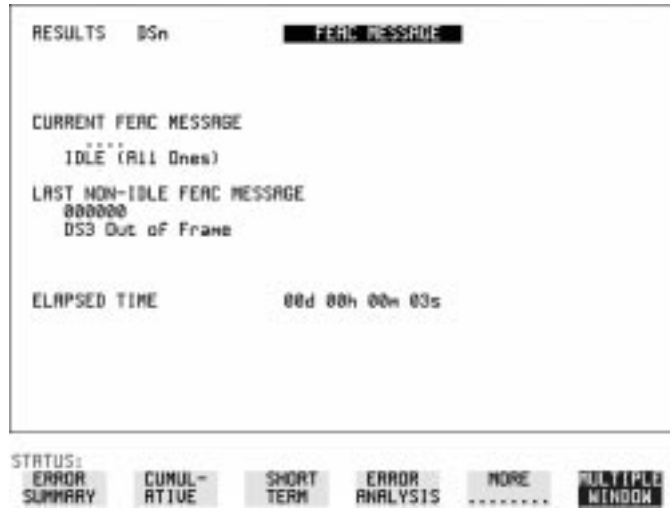 RESULTS DSn FEAC MESSAGE
CURRENT FEAC MESSAGE
....
IDLE (All Ones)
LAST NON-IDLE FEAC MESSAGE
000000
DS3 Out of Frame
ELAPSED TIME 00d 00h 00m 03s
STATUS:
ERROR SUMMARY
CUMUL-ATIVE
SHORT TERM
ERROR ANALYSIS
MORE ........
MULTIPLE WINDOW